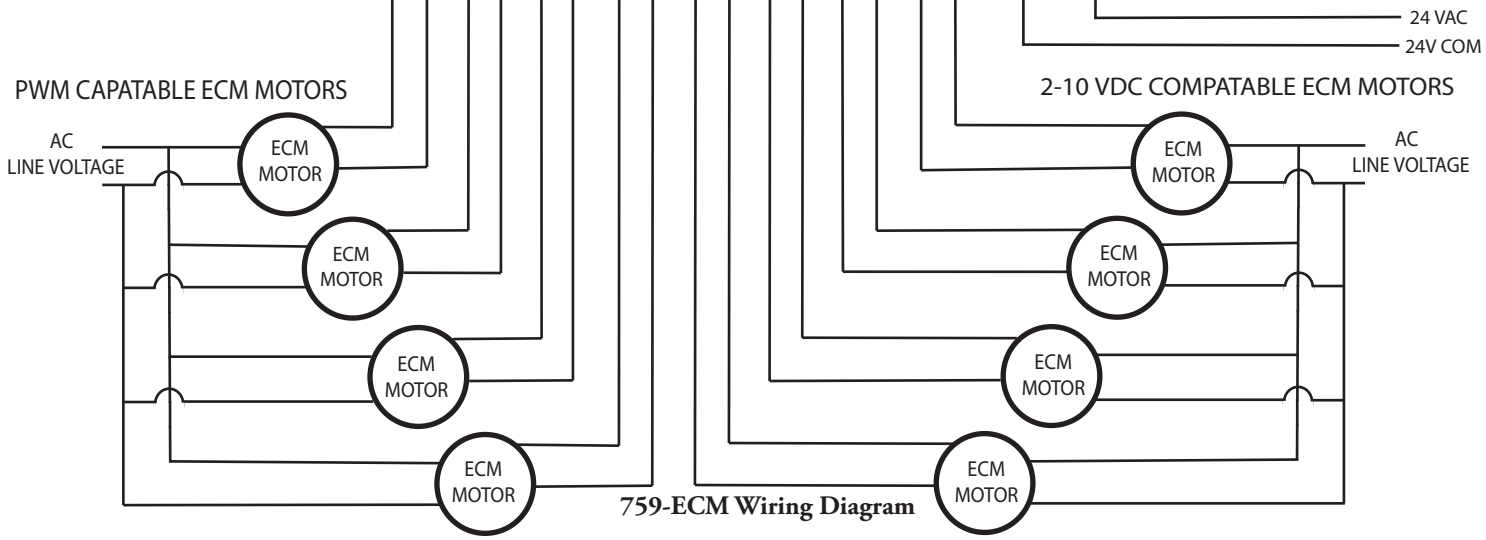 24 VAC
24V COM
PWM CAPATABLE ECM MOTORS
2-10 VDC COMPATABLE ECM MOTORS
AC
LINE VOLTAGE
ECM
MOTOR
ECM
MOTOR
AC
LINE VOLTAGE
ECM
MOTOR
ECM
MOTOR
ECM
MOTOR
ECM
MOTOR
ECM
MOTOR
ECM
MOTOR
759-ECM Wiring Diagram